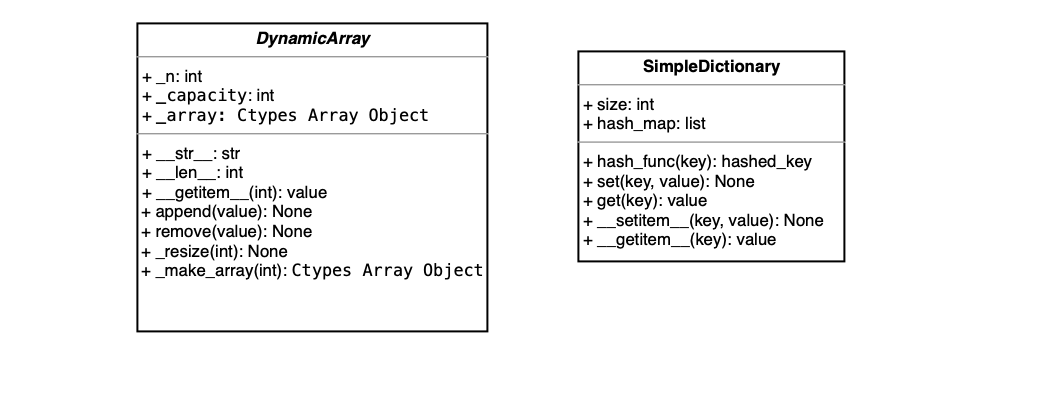 DynamicArray
+ _n: int
+ _capacity: int
+ _array: Ctypes Array Object
+ __str__: str
+ __len__: int
+ __getitem__(int): value
+ append(value): None
+ remove(value): None
+ _resize(int): None
+ _make_array(int): Ctypes Array Object
SimpleDictionary
+ size: int
+ hash_map: list
+ hash_func(key): hashed_key
+ set(key, value): None
+ get(key): value
+ __setitem__(key, value): None
+ __getitem__(key): value